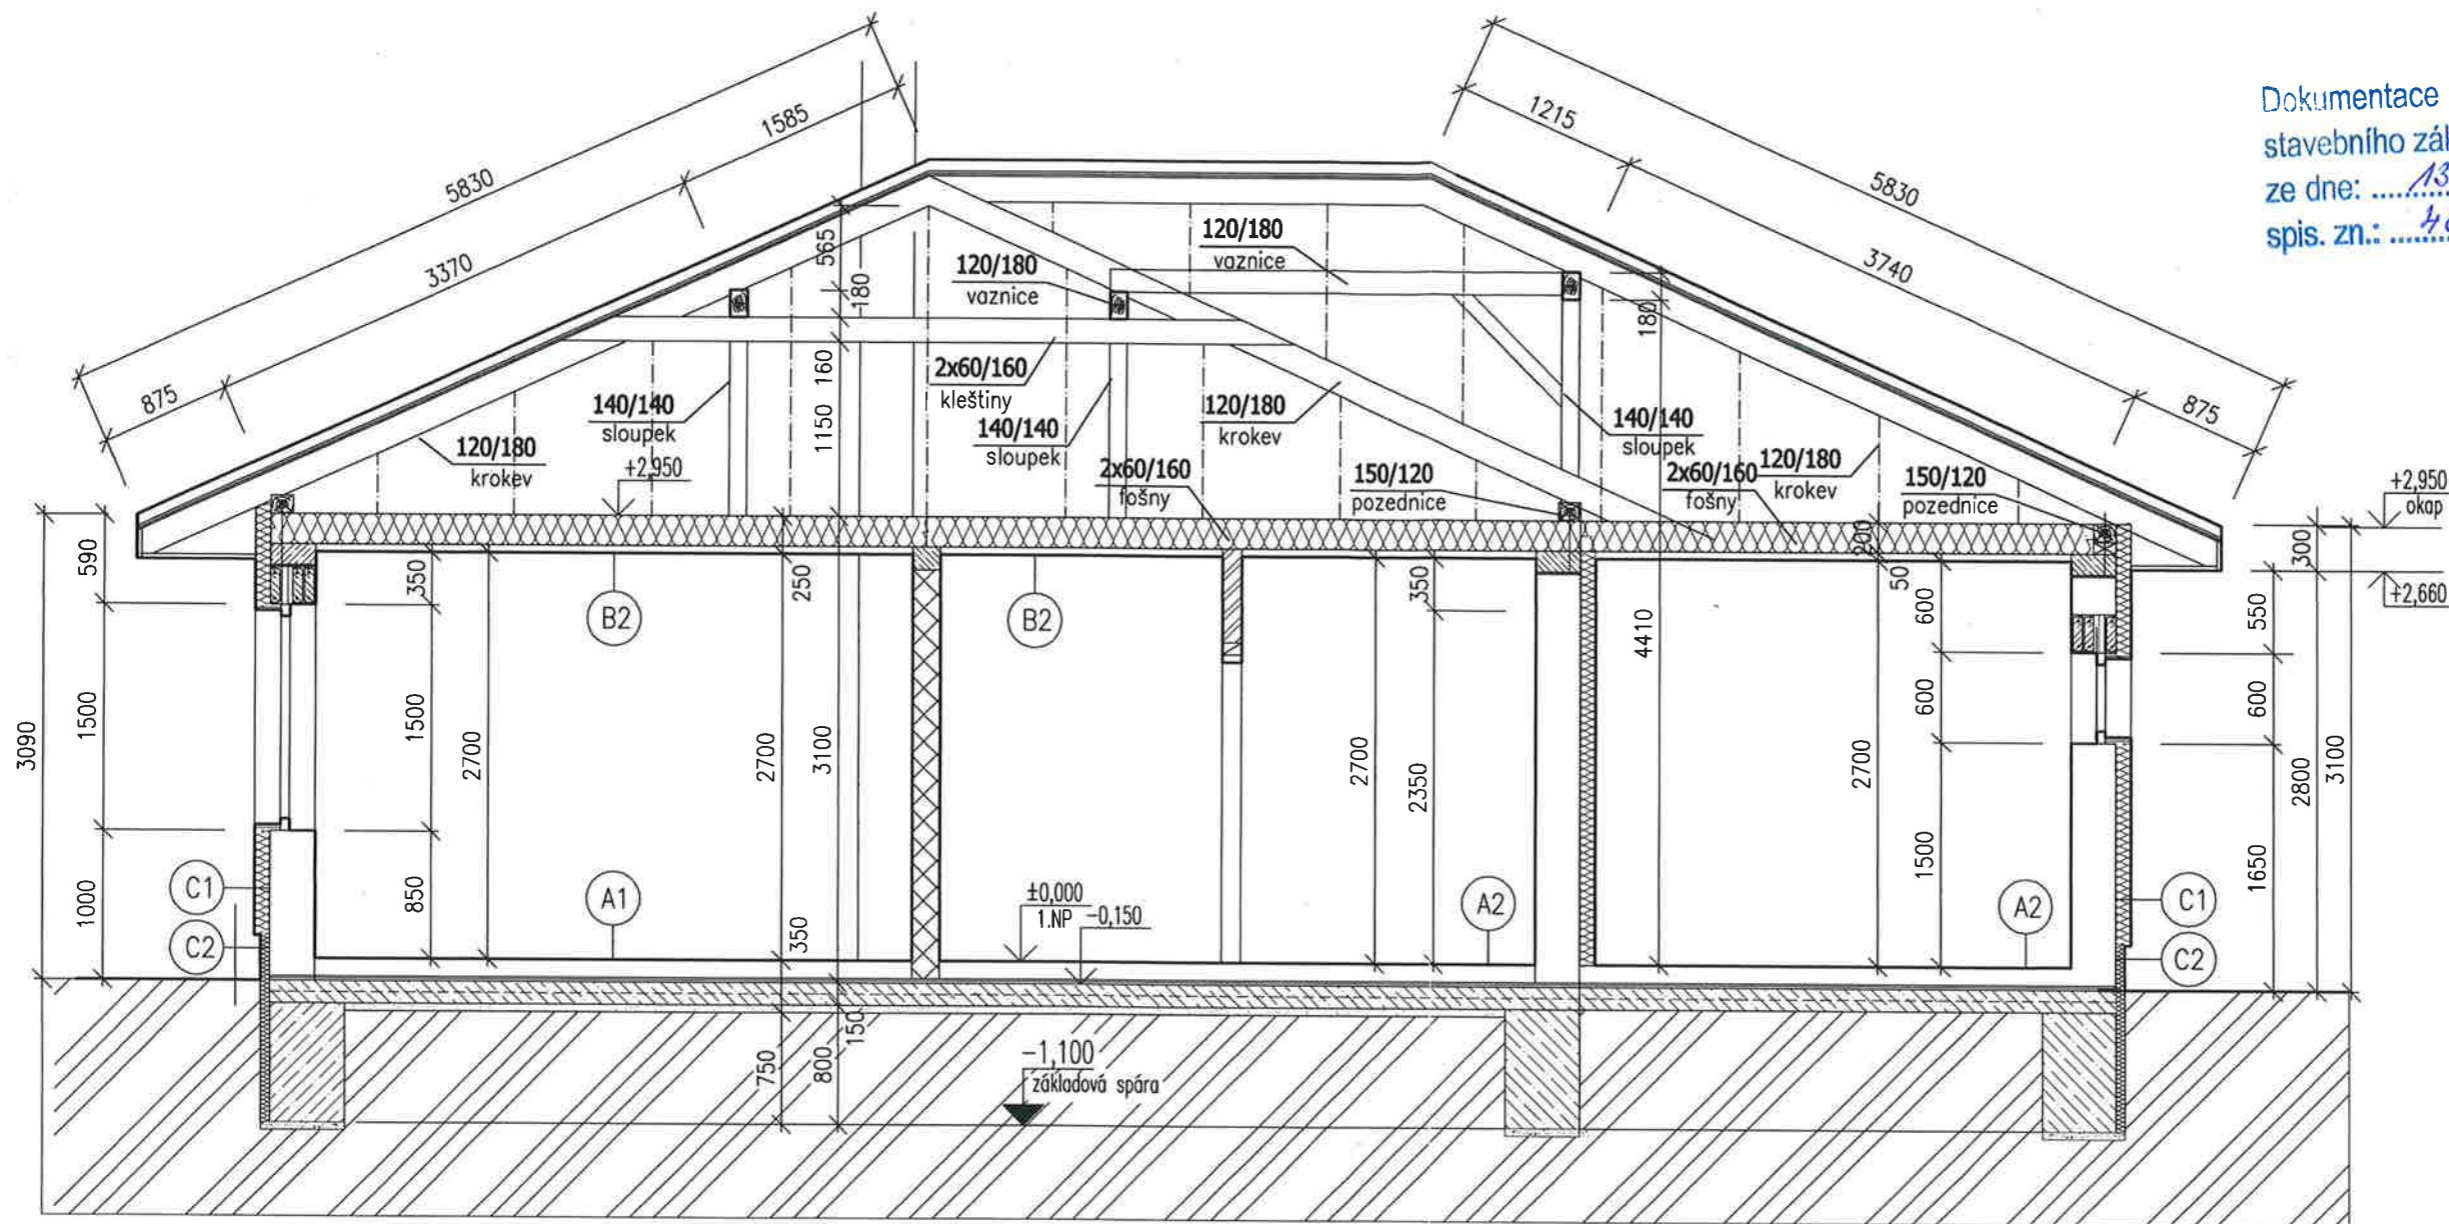 Dokumentace
stavebního
ze dne: 13
spis. zn.:
5830
1585
3370
875
1215
5830
3740
875
565
180
160
1150
120/180
vaznice
120/180
vaznice
180
2x60/160
kleštiny
140/140
sloupek
120/180
krokev
140/140
sloupek
120/180
krokev
140/140
sloupek
+2,950
2x60/160
fošny
150/120
pozednice
2x60/160
fošny
120/180
krokev
150/120
pozednice
+2,950
okap
+2,660
590
350
250
350
200
50
600
300
550
B2
B2
3090
1500
1500
2700
2700
3100
2700
2350
4410
2700
600
600
2800
3100
1000
850
350
1500
1650
C1
C2
A1
±0,000
1.NP
-0,150
A2
A2
C1
C2
150
750
800
-1,100
základová spára